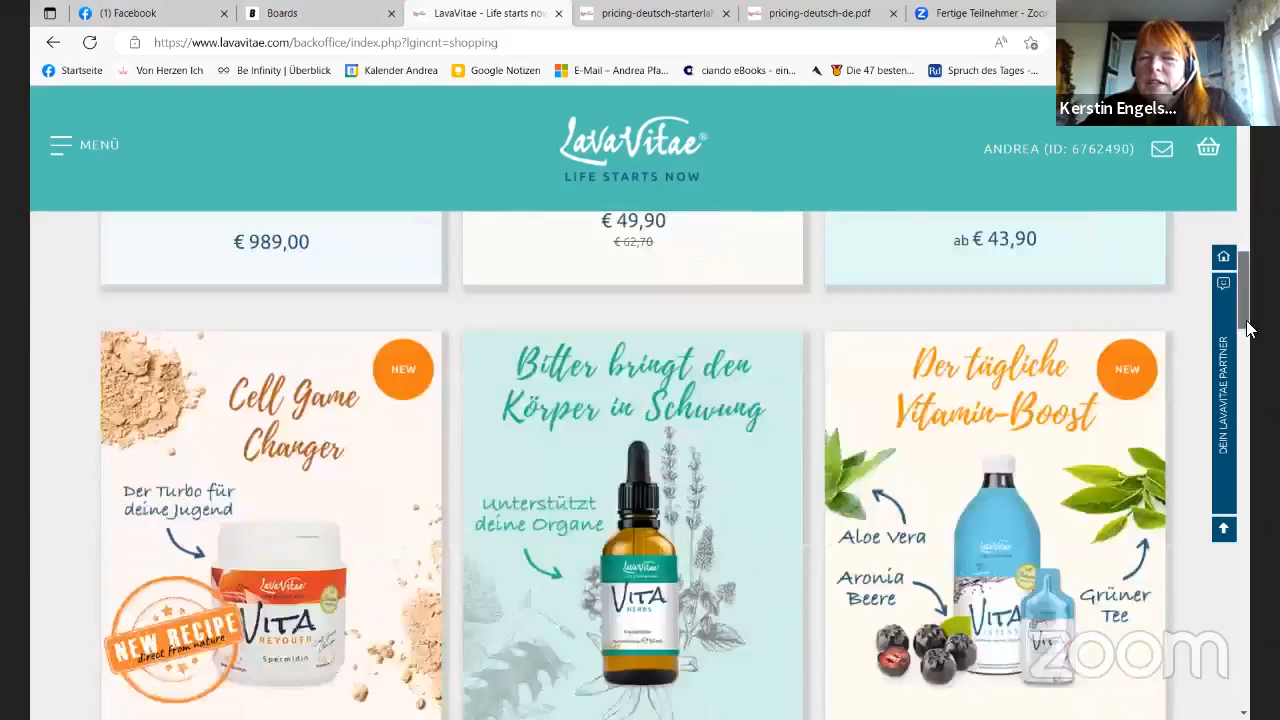 (1) Facebook
Boards
LavaVitae - Life starts now
pricing-deutsch-starterla
pricing-deutsch-de.pdf
Fertige Teilnehmer - Zoom
https://www.lavavitae.com/backoffice/index.php?lgincnt=shopping
Startseite
Von Herzen Ich
Be Infinity | Überblick
Kalender Andrea
Google Notizen
E-Mail – Andrea Pfa...
ciando eBooks - ein...
Die 47 besten...
Spruch des Tages -...
Kerstin Engels...
MENÜ
LavaVitae®
LIFE STARTS NOW
ANDREA (ID: 6762490)
€ 989,00
€ 49,90
€ 62,70
ab € 43,90
DEIN LAVAVITAE PARTNER
NEW
Cell Game
Changer
Der Turbo für
deine Jugend
LavaVitae
VITA
REYOUTH
Spermidin
NEW RECIPE
direct from nature
Bitter bringt den
Körper in Schwung
Unterstützt
deine Organe
LavaVitae
VITA
HERBS
NEW
Der tägliche
Vitamin-Boost
Aloe Vera
Aronia
Beere
Grüner
Tee
LavaVitae
VITA
zoom